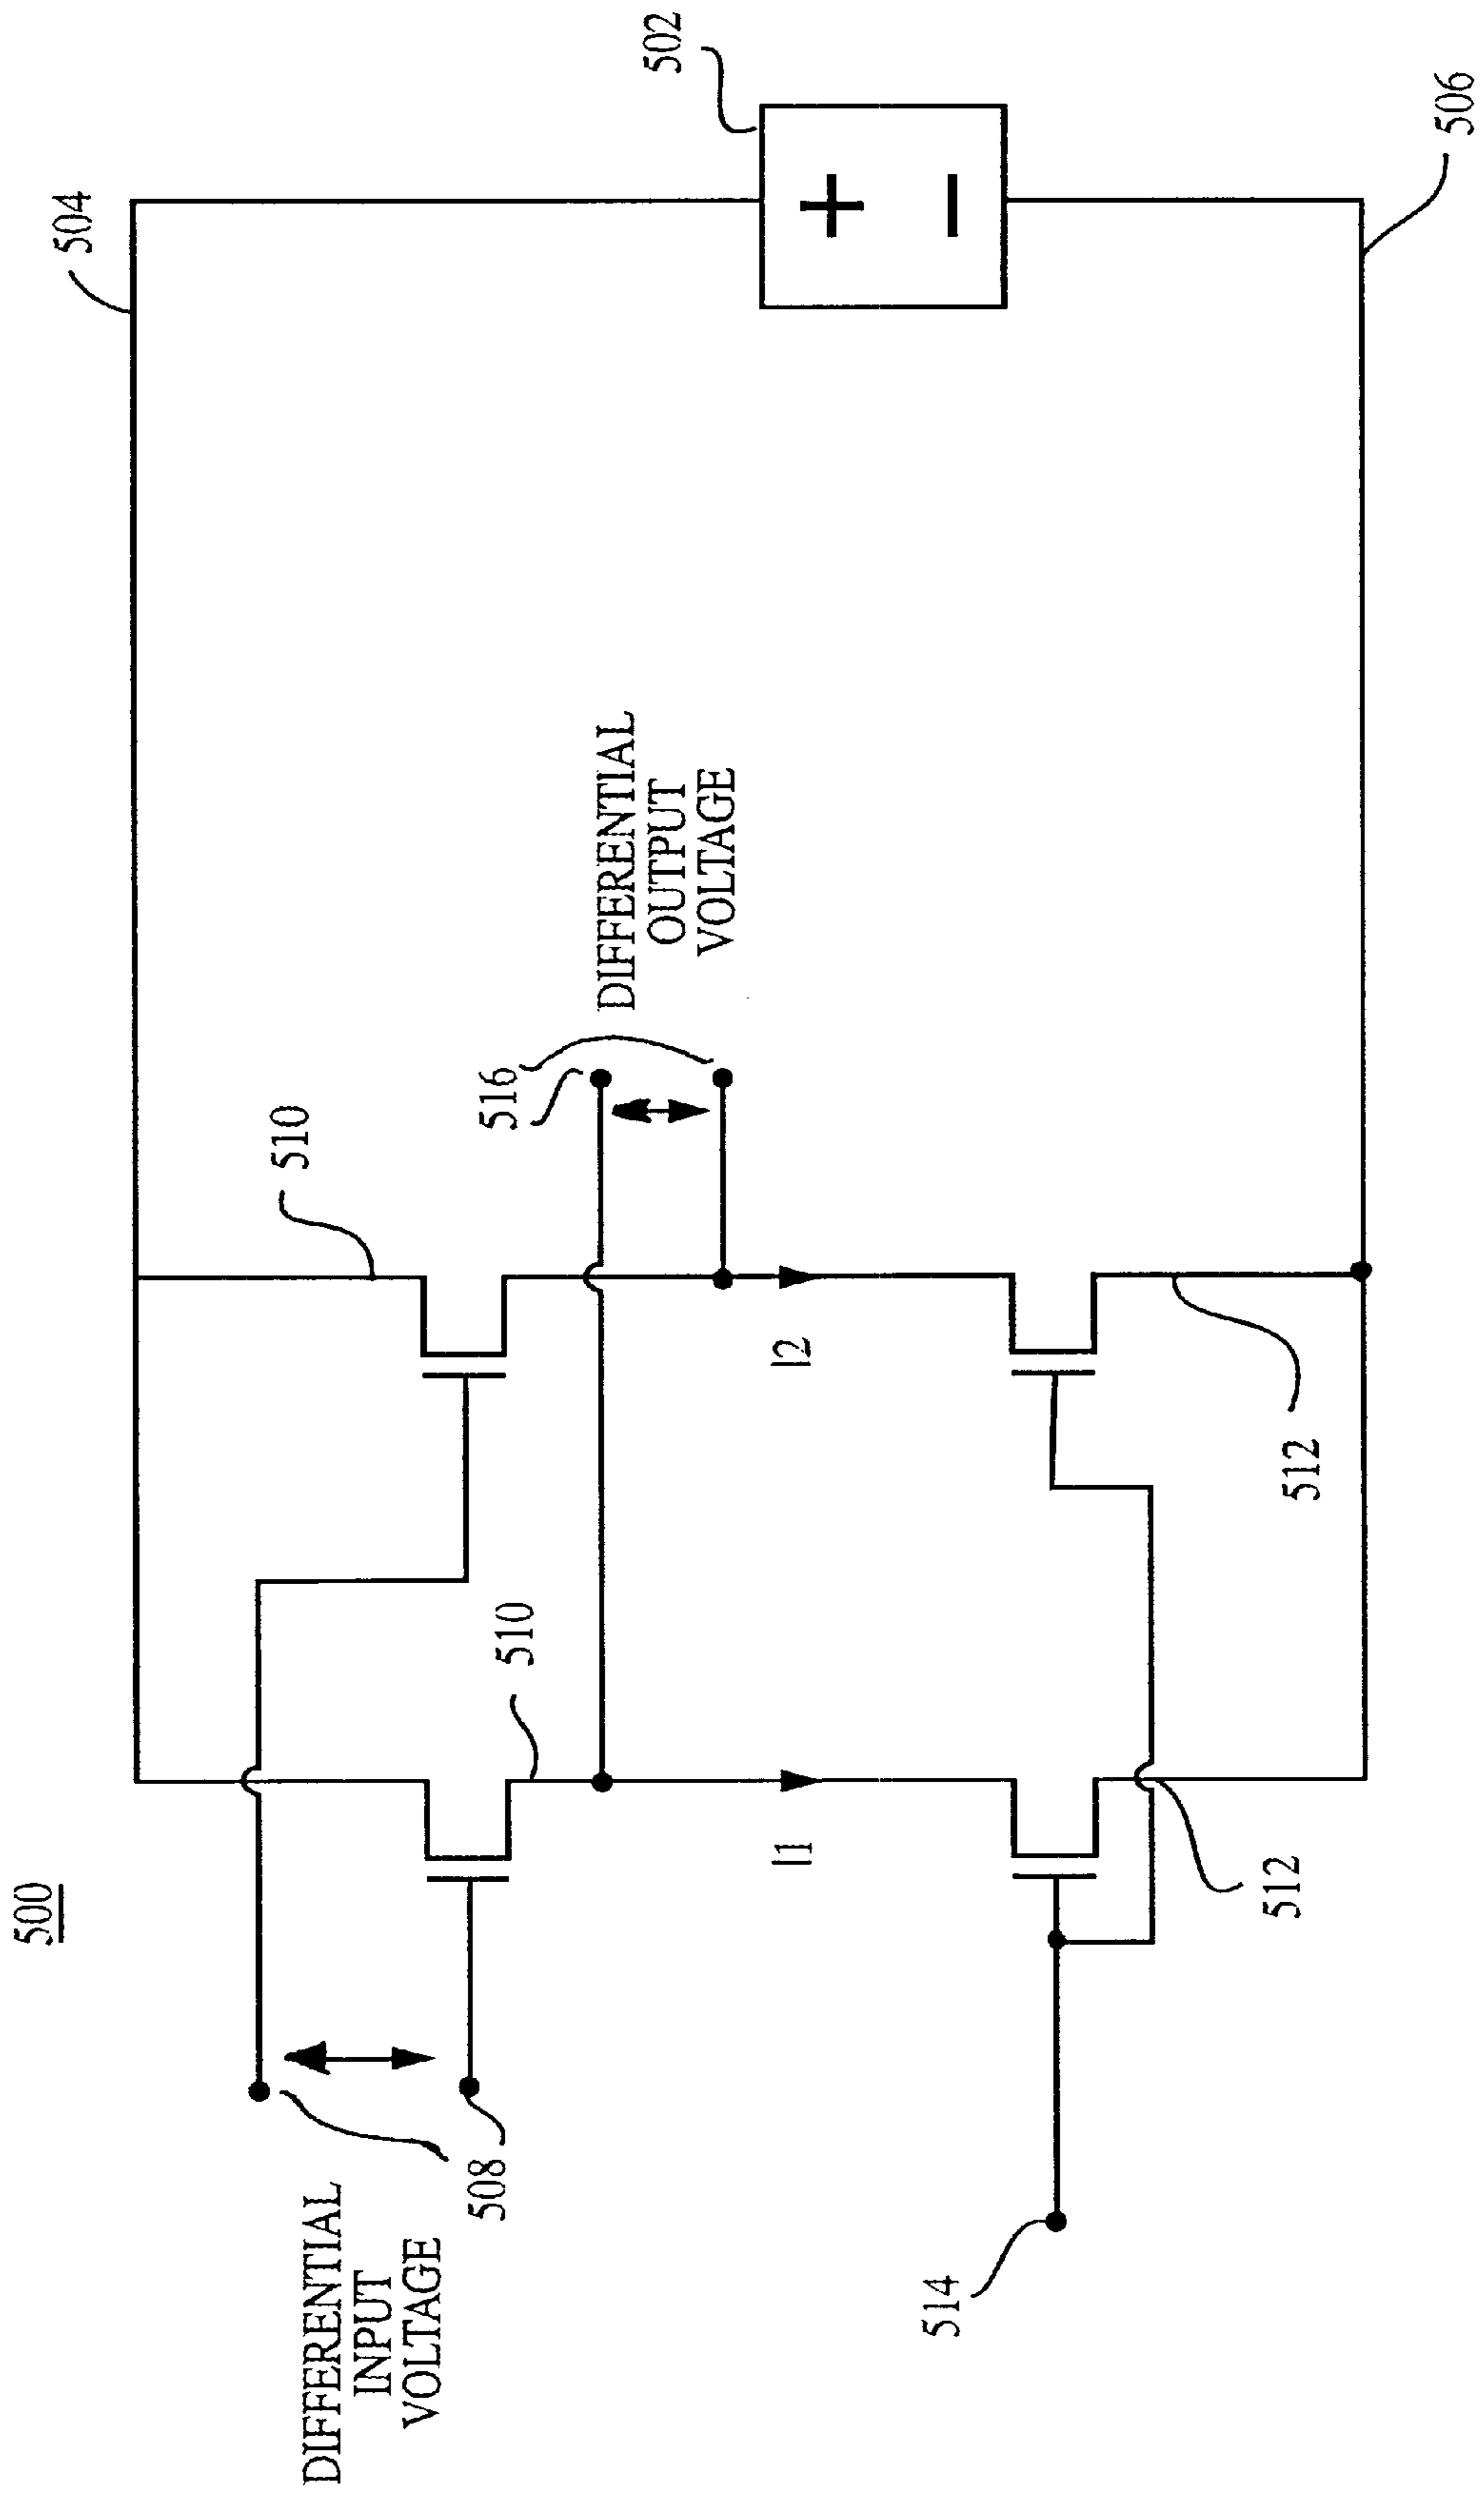 500
504
502
506
510
510
516
DIFFERENTIAL
OUTPUT
VOLTAGE
DIFFERENTIAL
INPUT
VOLTAGE
508
I1
I2
514
512
512
+
−